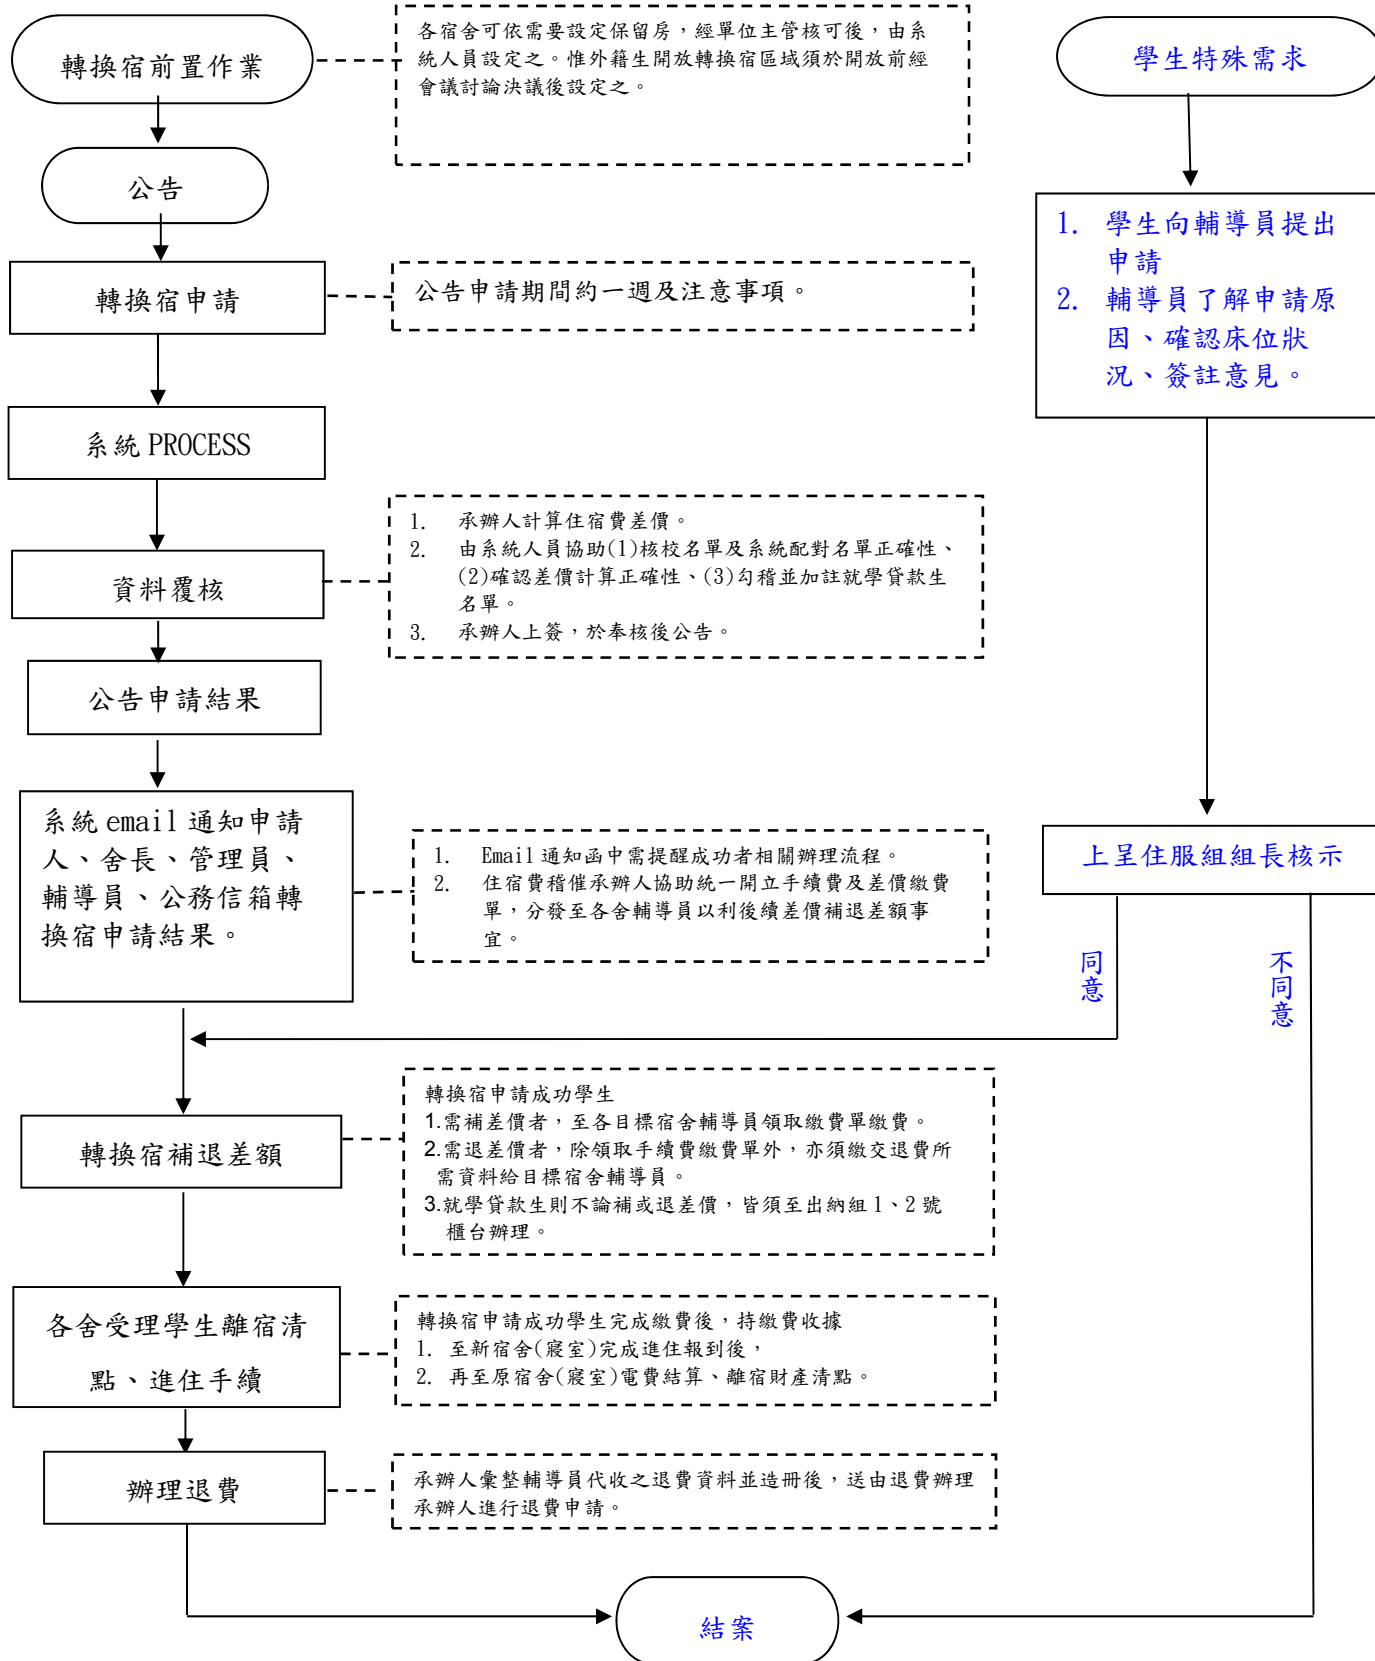 轉換宿前置作業
各宿舍可依需要設定保留房，經單位主管核可後，由系
統人員設定之。惟外籍生開放轉換宿區域須於開放前經
會議討論決議後設定之。
學生特殊需求
公告
1. 學生向輔導員提出
申請
2. 輔導員了解申請原
因、確認床位狀
況、簽註意見。
轉換宿申請
公告申請期間約一週及注意事項。
系統 PROCESS
資料覆核
1. 承辦人計算住宿費差價。
2. 由系統人員協助(1)核校名單及系統配對名單正確性、
(2)確認差價計算正確性、(3)勾稽並加註就學貸款生
名單。
3. 承辦人上簽，於奉核後公告。
公告申請結果
系統 email 通知申請
人、舍長、管理員、
輔導員、公務信箱轉
換宿申請結果。
1. Email 通知函中需提醒成功者相關辦理流程。
2. 住宿費稽催承辦人協助統一開立手續費及差價繳費
單，分發至各舍輔導員以利後續差價補退差額事
宜。
上呈住服組組長核示
同意
不同意
轉換宿補退差額
轉換宿申請成功學生
1.需補差價者，至各目標宿舍輔導員領取繳費單繳費。
2.需退差價者，除領取手續費繳費單外，亦須繳交退費所
需資料給目標宿舍輔導員。
3.就學貸款生則不論補或退差價，皆須至出納組 1、2 號
櫃台辦理。
各舍受理學生離宿清
點、進住手續
轉換宿申請成功學生完成繳費後，持繳費收據
1. 至新宿舍(寢室)完成進住報到後，
2. 再至原宿舍(寢室)電費結算、離宿財產清點。
辦理退費
承辦人彙整輔導員代收之退費資料並造冊後，送由退費辦理
承辦人進行退費申請。
結案